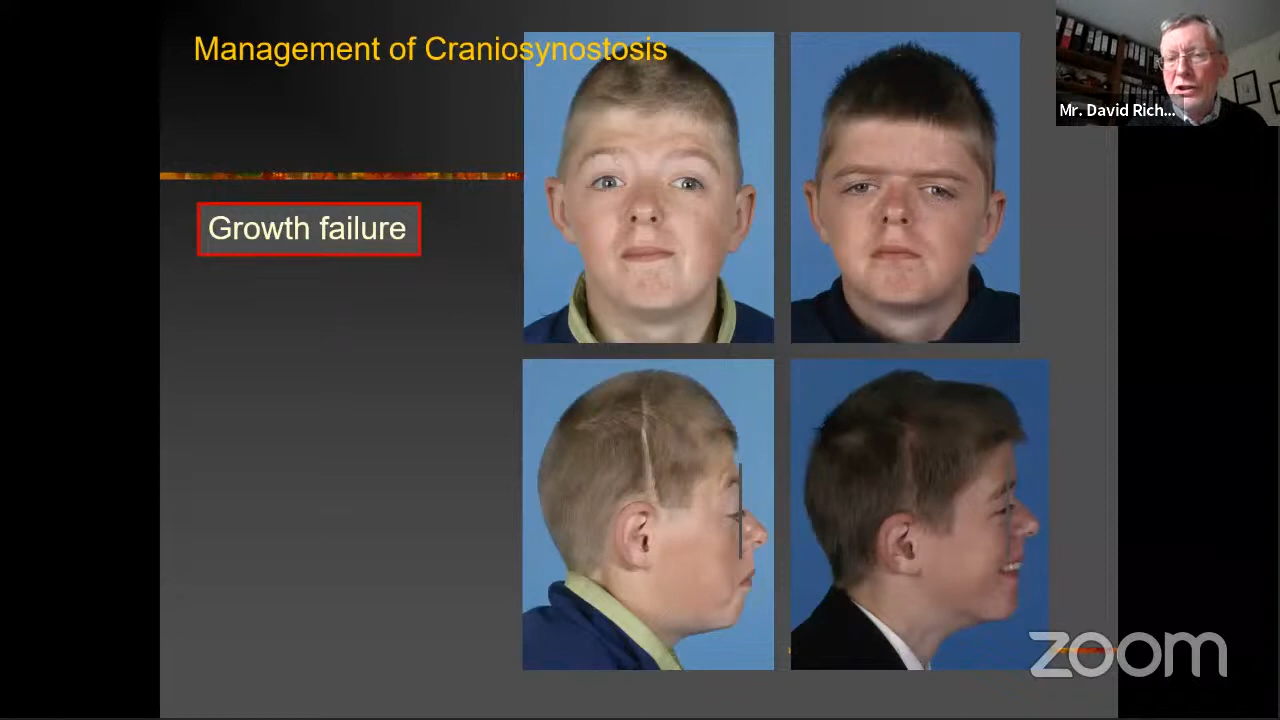 Management of Craniosynostosis
Mr. David Rich...
Growth failure
zoom